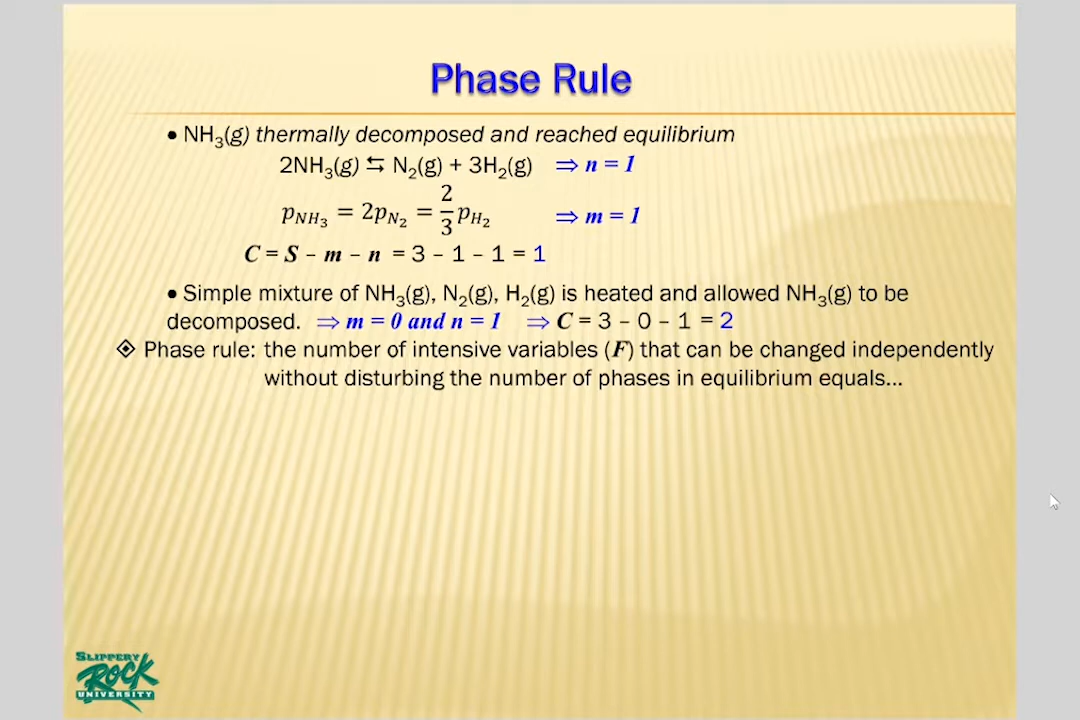 Phase Rule
• NH₃(g) thermally decomposed and reached equilibrium
2NH₃(g) ⇆ N₂(g) + 3H₂(g) ⇒ n = 1
p_NH₃ = 2p_N₂ = 2/3 p_H₂ ⇒ m = 1
C = S – m – n = 3 – 1 – 1 = 1
• Simple mixture of NH₃(g), N₂(g), H₂(g) is heated and allowed NH₃(g) to be
decomposed. ⇒ m = 0 and n = 1 ⇒ C = 3 – 0 – 1 = 2
Phase rule: the number of intensive variables (F) that can be changed independently
without disturbing the number of phases in equilibrium equals...
SLIPPERY
ROCK
UNIVERSITY